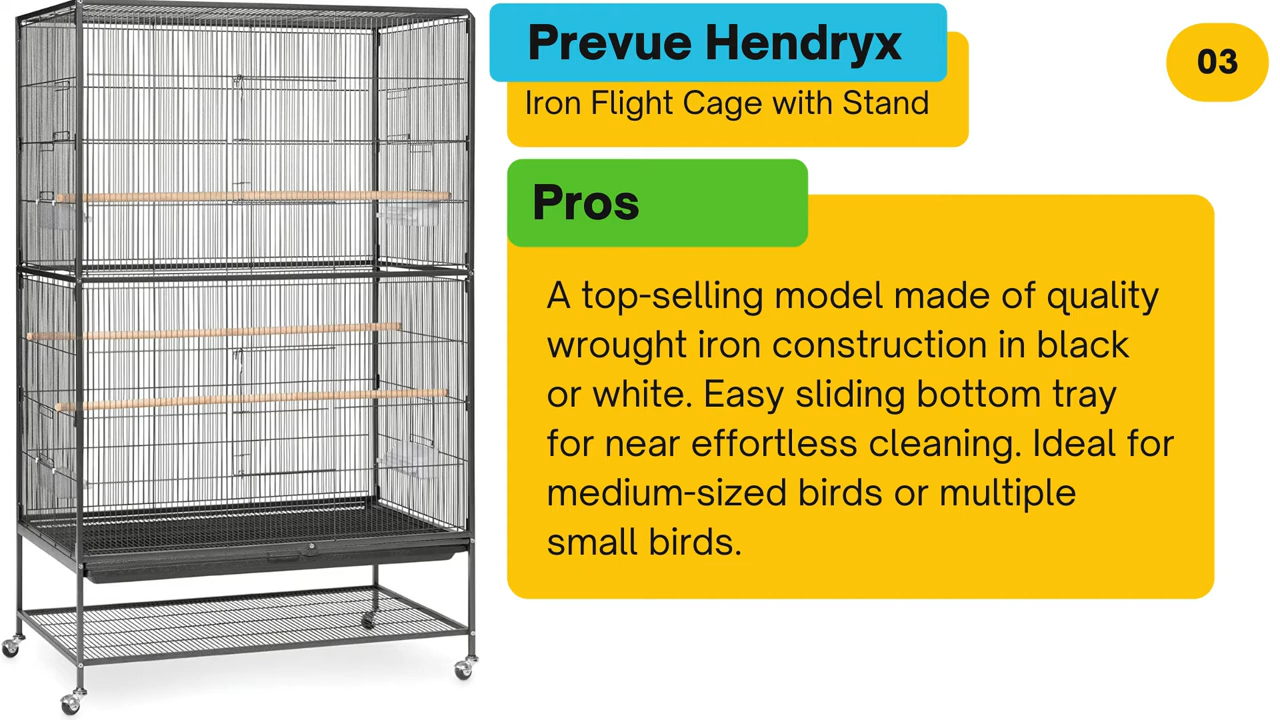 Prevue Hendryx
03
Iron Flight Cage with Stand
Pros
A top-selling model made of quality
wrought iron construction in black
or white. Easy sliding bottom tray
for near effortless cleaning. Ideal for
medium-sized birds or multiple
small birds.